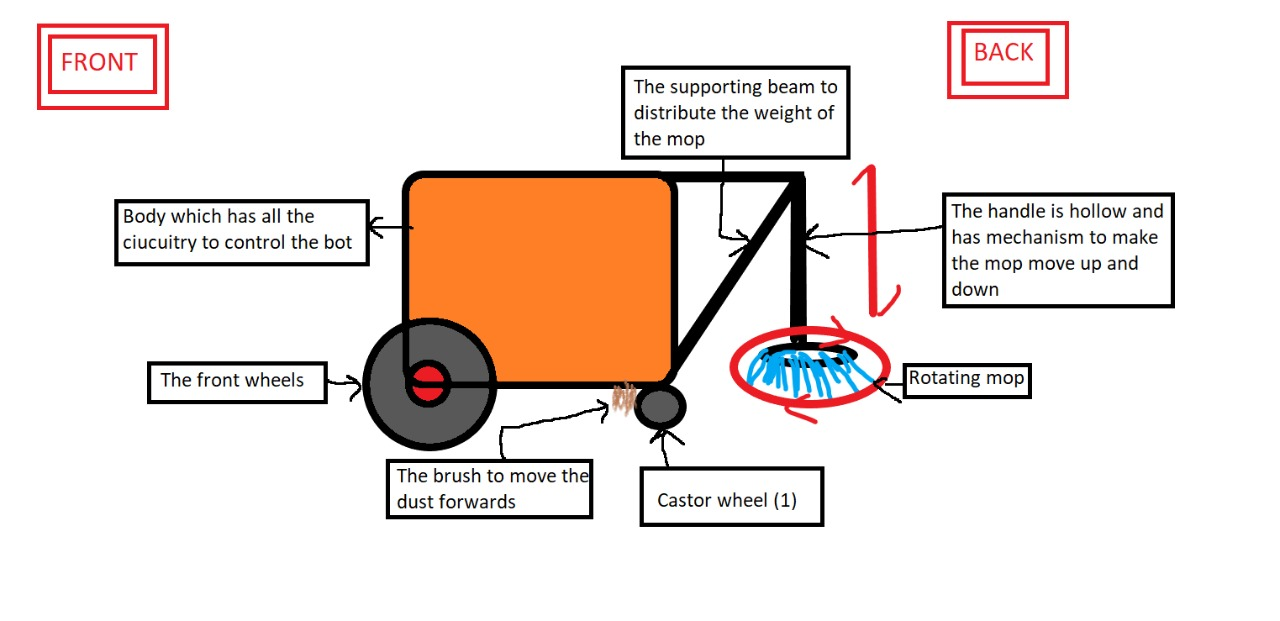 FRONT
BACK
The supporting beam to
distribute the weight of
the mop
Body which has all the
ciucuitry to control the bot
The handle is hollow and
has mechanism to make
the mop move up and
down
The front wheels
Rotating mop
The brush to move the
dust forwards
Castor wheel (1)